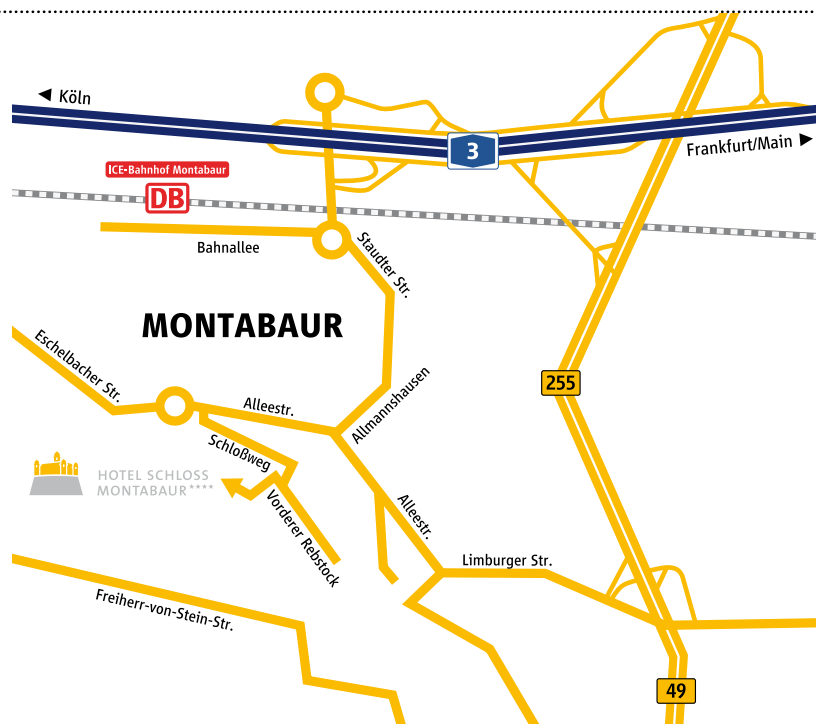 ◄ Köln
3
Frankfurt/Main ►
ICE-Bahnhof Montabaur
DB
Bahnallee
Staudter Str.
MONTABAUR
Eschelbacher Str.
Alleestr.
Allmannshausen
255
Schloßweg
HOTEL SCHLOSS
MONTABAUR****
Vorderer Rebstock
Alleestr.
Limburger Str.
Freiherr-von-Stein-Str.
49